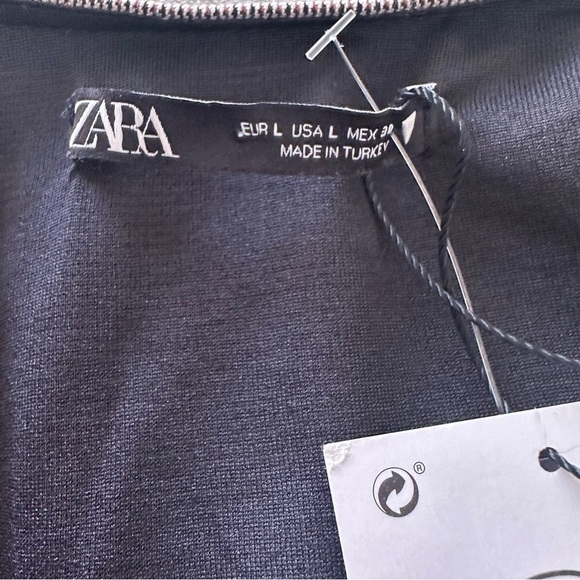 ZARA
EUR L USA L MEX
MADE IN TURKEY
®